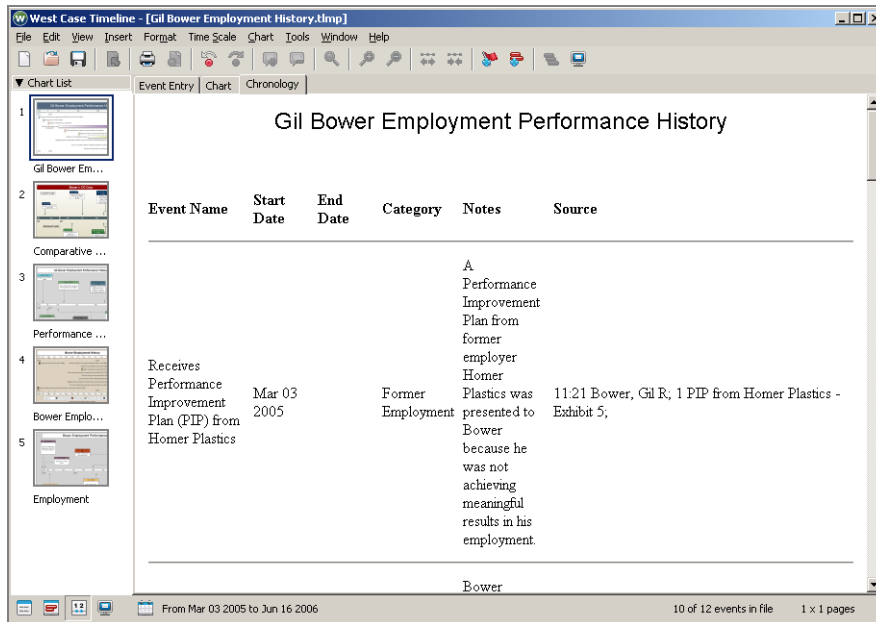 West Case Timeline - [Gil Bower Employment History.tlmp]
File Edit View Insert Format Time Scale Chart Tools Window Help
Chart List
Event Entry Chart Chronology
1
Gil Bower Em...
2
Comparative ...
3
Performance ...
4
Bower Emplo...
5
Employment
Gil Bower Employment Performance History
Event Name Start Date End Date Category Notes Source
Receives
Performance
Improvement
Plan (PIP) from
Homer Plastics
Mar 03
2005
Former
Employment
A
Performance
Improvement
Plan from
former
employer
Homer
Plastics was
presented to
Bower
because he
was not
achieving
meaningful
results in his
employment.
11:21 Bower, Gil R; 1 PIP from Homer Plastics -
Exhibit 5;
Bower
From Mar 03 2005 to Jun 16 2006
10 of 12 events in file
1 x 1 pages